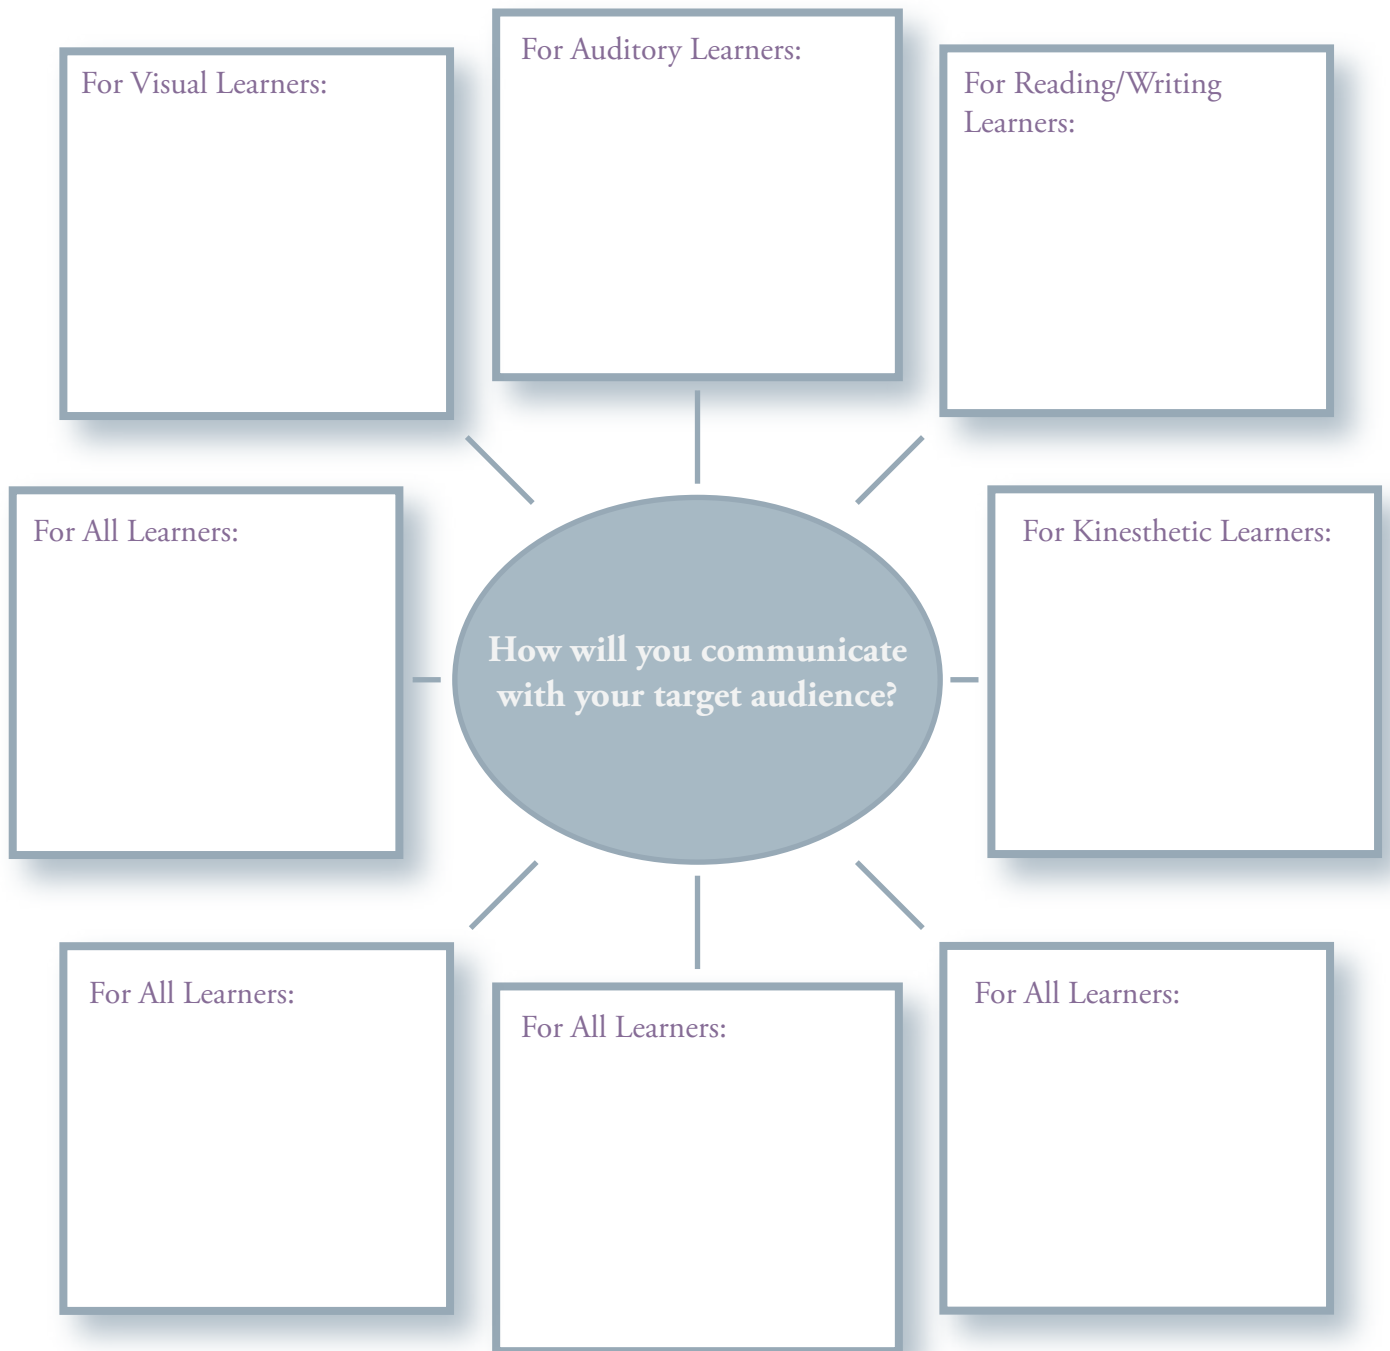 For Visual Learners:
For Auditory Learners:
For Reading/Writing
Learners:
For All Learners:
How will you communicate
with your target audience?
For Kinesthetic Learners:
For All Learners:
For All Learners:
For All Learners: